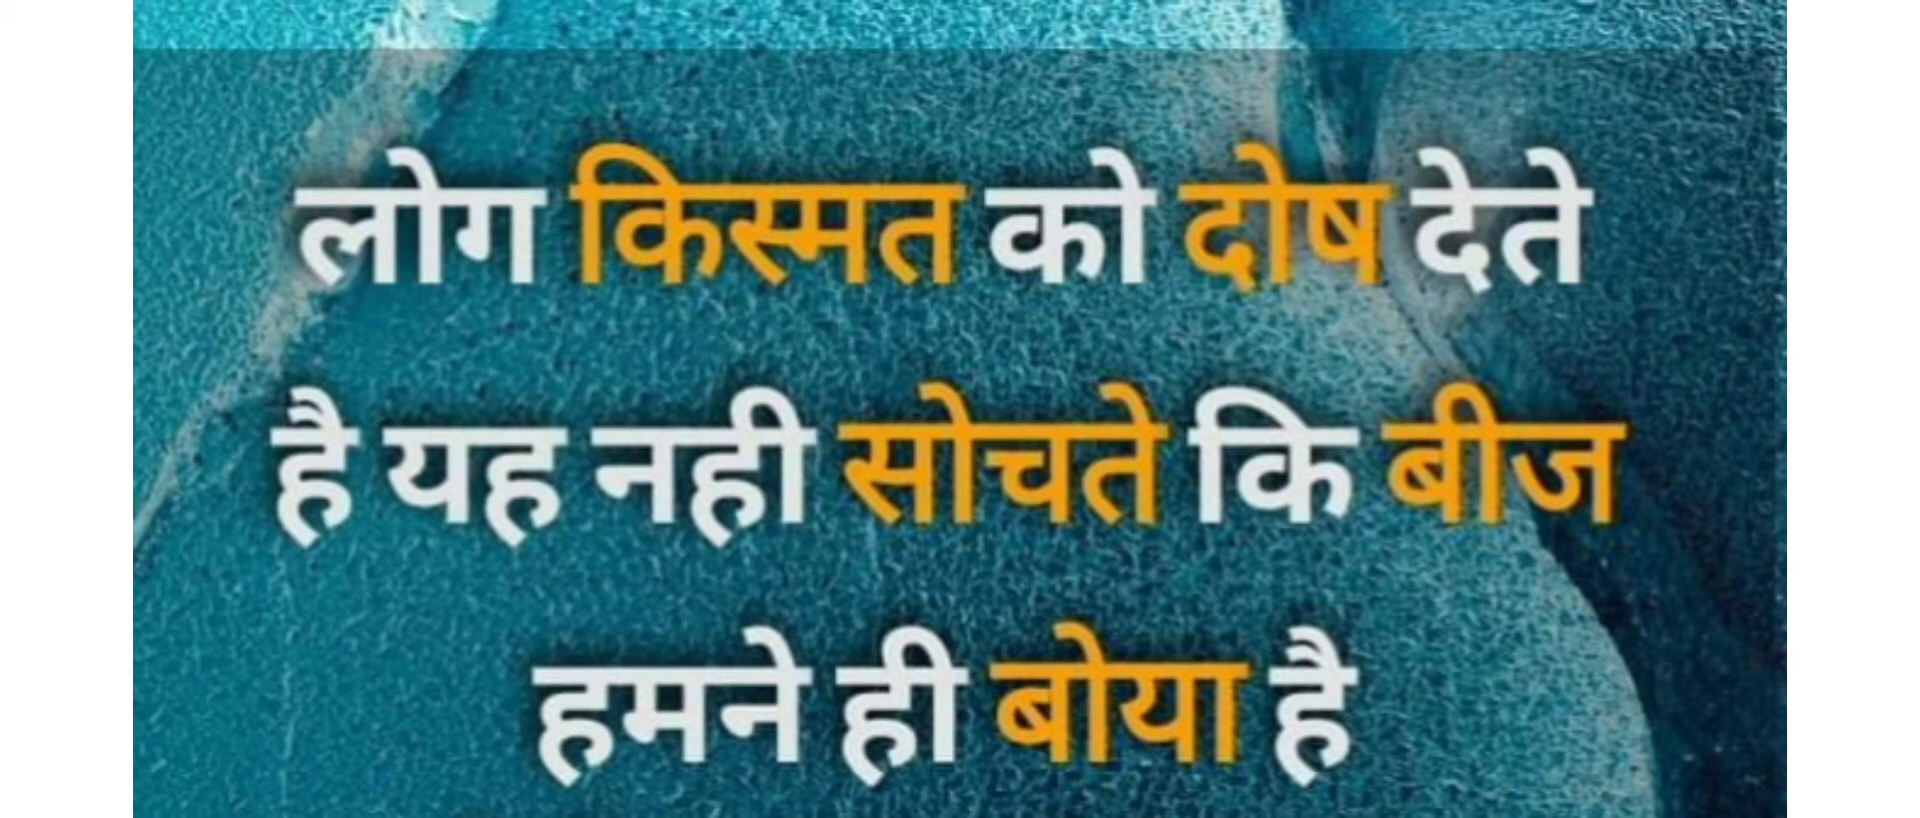 लोग किस्मत को दोष देते
है यह नही सोचते कि बीज
हमने ही बोया है